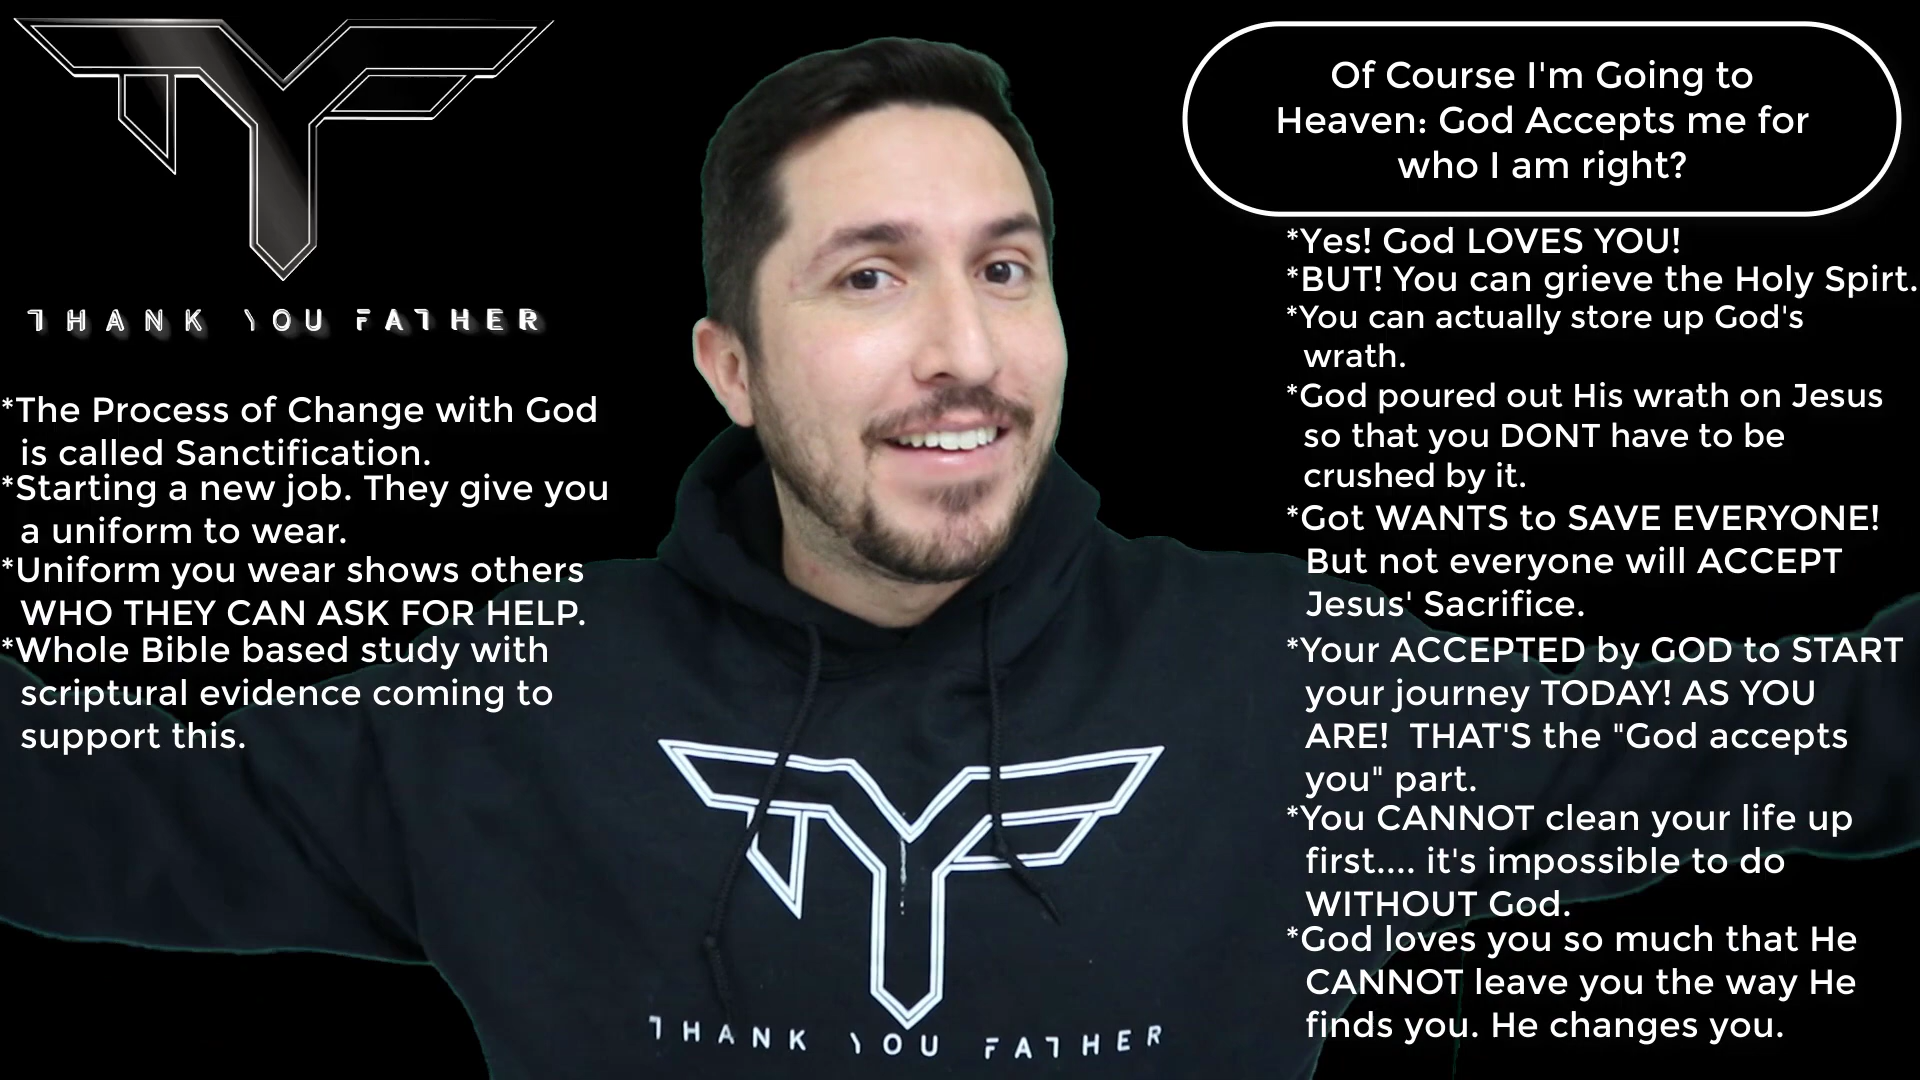 THANK YOU FATHER
*The Process of Change with God
is called Sanctification.
*Starting a new job. They give you
a uniform to wear.
*Uniform you wear shows others
WHO THEY CAN ASK FOR HELP.
*Whole Bible based study with
scriptural evidence coming to
support this.
Of Course I'm Going to
Heaven: God Accepts me for
who I am right?
*Yes! God LOVES YOU!
*BUT! You can grieve the Holy Spirt.
*You can actually store up God's
wrath.
*God poured out His wrath on Jesus
so that you DONT have to be
crushed by it.
*Got WANTS to SAVE EVERYONE!
But not everyone will ACCEPT
Jesus' Sacrifice.
*Your ACCEPTED by GOD to START
your journey TODAY! AS YOU
ARE!  THAT'S the "God accepts
you" part.
*You CANNOT clean your life up
first.... it's impossible to do
WITHOUT God.
*God loves you so much that He
CANNOT leave you the way He
finds you. He changes you.
TYF
THANK YOU FATHER